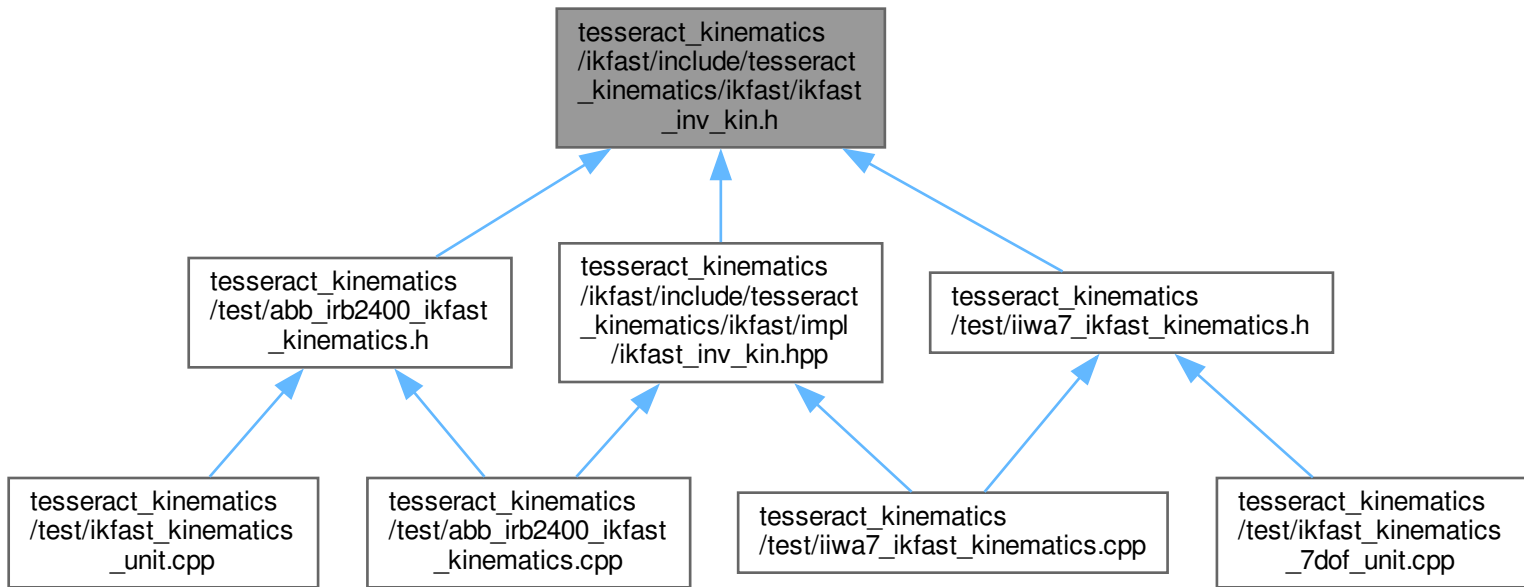 tesseract_kinematics
/ikfast/include/tesseract
_kinematics/ikfast/ikfast
_inv_kin.h
tesseract_kinematics
/test/abb_irb2400_ikfast
_kinematics.h
tesseract_kinematics
/ikfast/include/tesseract
_kinematics/ikfast/impl
/ikfast_inv_kin.hpp
tesseract_kinematics
/test/iiwa7_ikfast_kinematics.h
tesseract_kinematics
/test/ikfast_kinematics
_unit.cpp
tesseract_kinematics
/test/abb_irb2400_ikfast
_kinematics.cpp
tesseract_kinematics
/test/iiwa7_ikfast_kinematics.cpp
tesseract_kinematics
/test/ikfast_kinematics
_7dof_unit.cpp